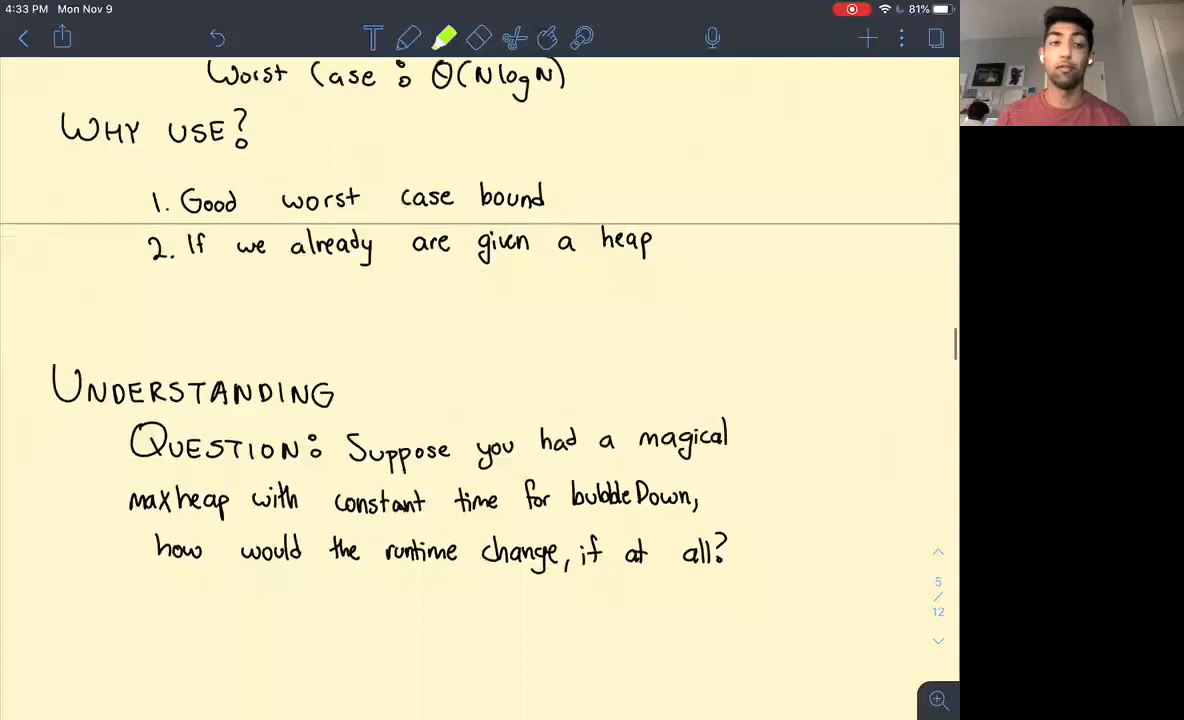 4:33 PM Mon Nov 9
81%
Worst Case : Θ(N log N)
WHY USE?
1. Good worst case bound
2. If we already are given a heap
UNDERSTANDING
QUESTION: Suppose you had a magical
maxheap with constant time for bubbleDown,
how would the runtime change, if at all?
5
/
12